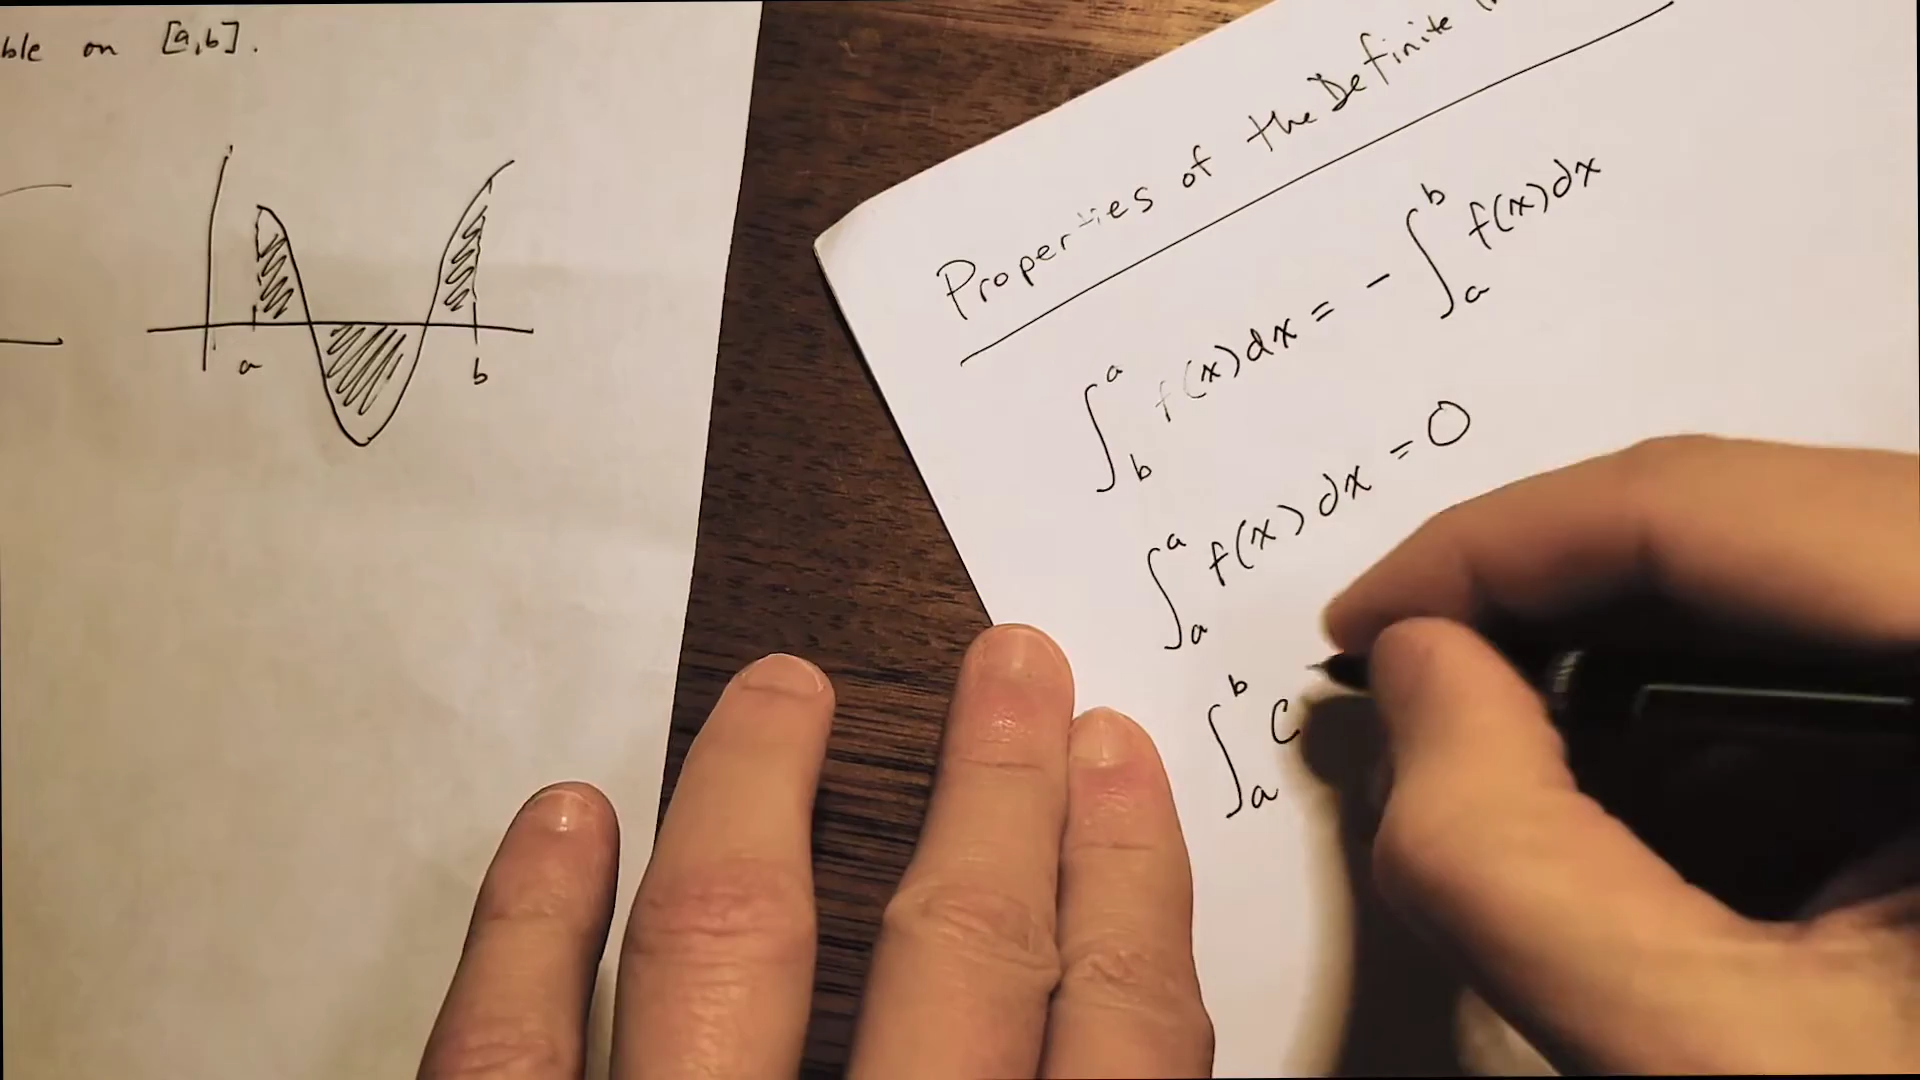 ble on [a,b].
a b
Properties of the Definite
∫_b^a f(x)dx = - ∫_a^b f(x)dx
∫_a^a f(x)dx = 0
∫_a^b c